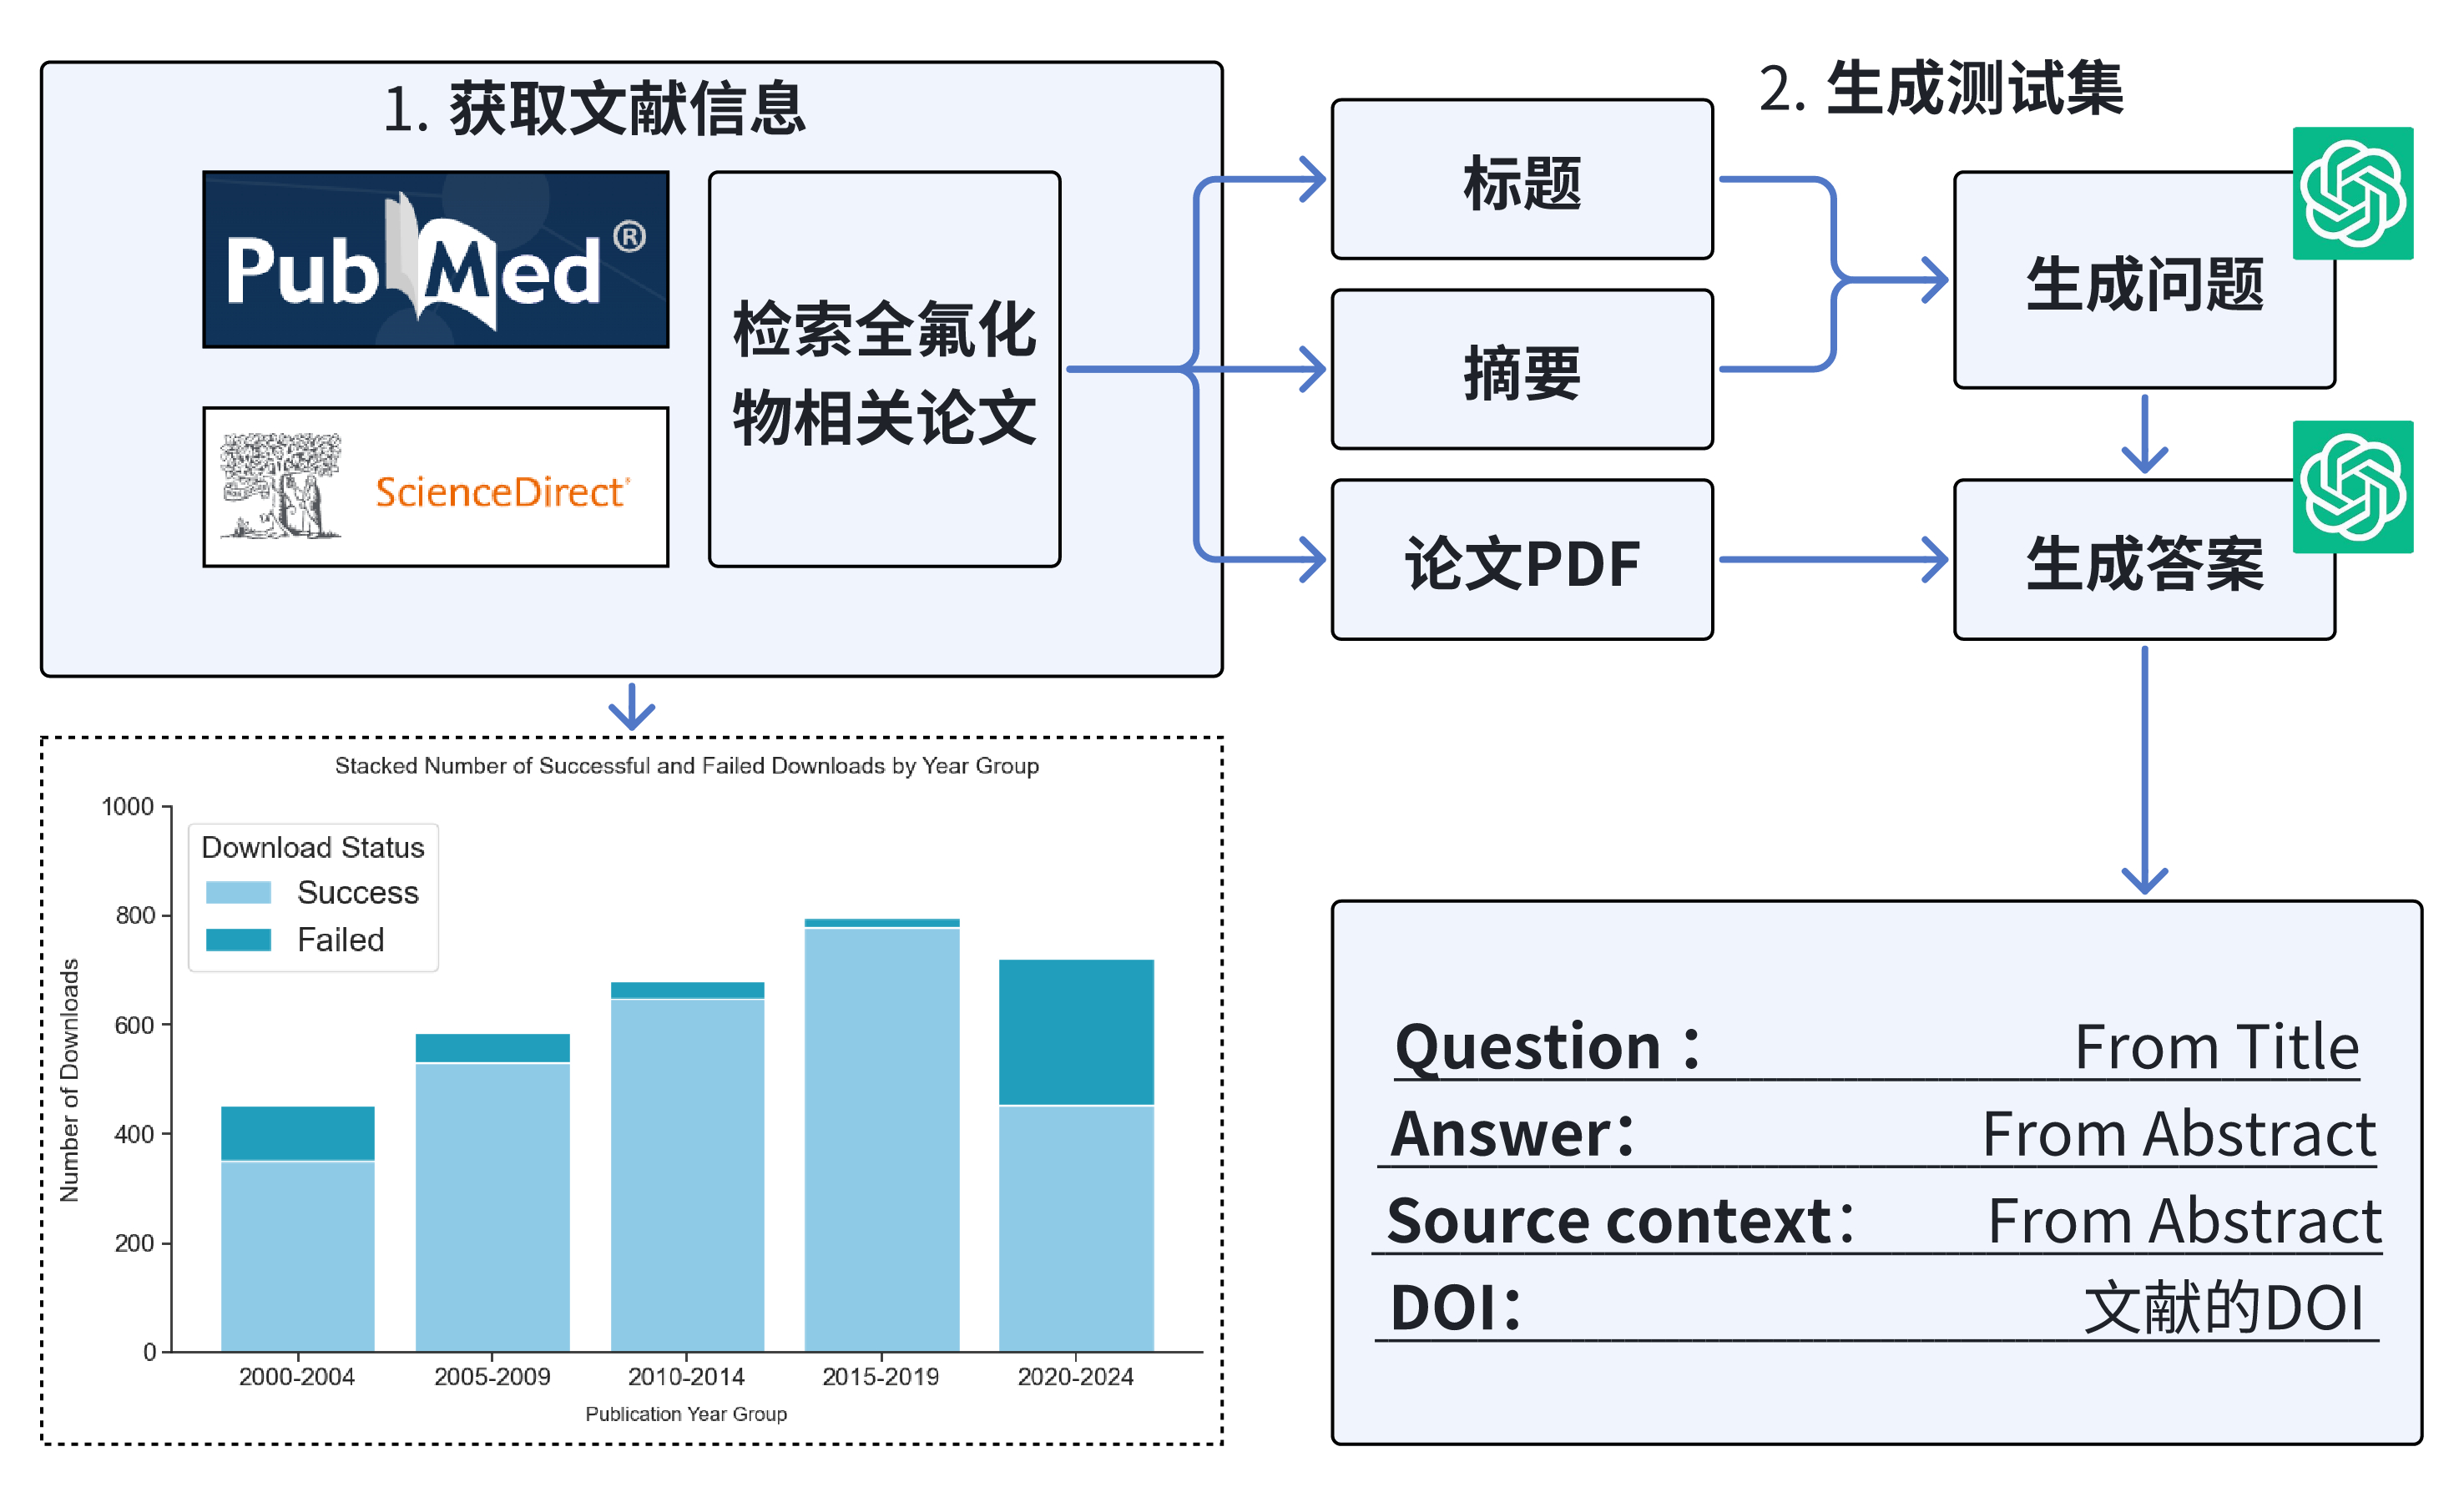 1. 获取文献信息
PubMed®
ScienceDirect®
检索全氟化
物相关论文
2. 生成测试集
标题
摘要
论文PDF
生成问题
生成答案
Stacked Number of Successful and Failed Downloads by Year Group
Number of Downloads
1000
800
600
400
200
0
Download Status
Success
Failed
2000-2004
2005-2009
2010-2014
2015-2019
2020-2024
Publication Year Group
Question： From Title
Answer： From Abstract
Source context： From Abstract
DOI： 文献的DOI